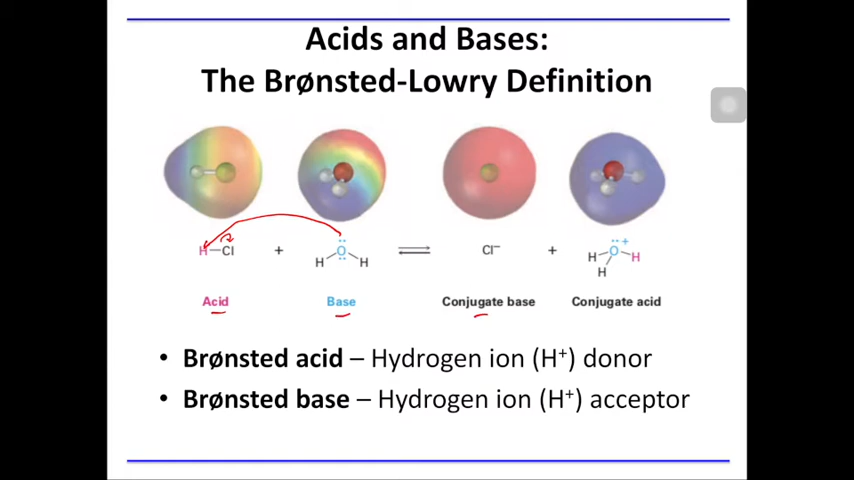 Acids and Bases:
The Brønsted-Lowry Definition
H—Cl + H O H ⇌ Cl⁻ + H O⁺ H
H
Acid Base Conjugate base Conjugate acid
• Brønsted acid – Hydrogen ion (H⁺) donor
• Brønsted base – Hydrogen ion (H⁺) acceptor